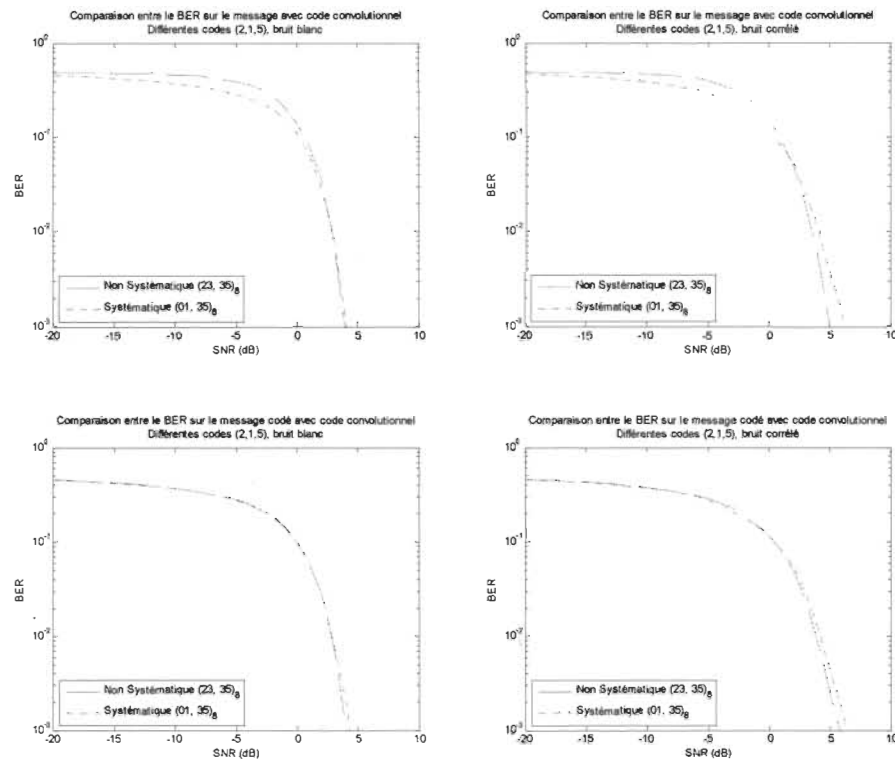 Comparaison entre le BER sur le message avec code convolutionnel
Différentes codes (2,1,5), bruit blanc
10^0
10^-1
10^-2
10^-3
BER
Non Systématique (23, 35)_8
Systématique (01, 35)_8
-20 -15 -10 -5 0 5 10
SNR (dB)
Comparaison entre le BER sur le message avec code convolutionnel
Différentes codes (2,1,5), bruit corrélé
10^0
10^-1
10^-2
10^-3
BER
Non Systématique (23, 35)_8
Systématique (01, 35)_8
-20 -15 -10 -5 0 5 10
SNR (dB)
Comparaison entre le BER sur le message codé avec code convolutionnel
Différentes codes (2,1,5), bruit blanc
10^0
10^-1
10^-2
10^-3
BER
Non Systématique (23, 35)_8
Systématique (01, 35)_8
-20 -15 -10 -5 0 5 10
SNR (dB)
Comparaison entre le BER sur le message codé avec code convolutionnel
Différentes codes (2,1,5), bruit corrélé
10^0
10^-1
10^-2
10^-3
BER
Non Systématique (23, 35)_8
Systématique (01, 35)_8
-20 -15 -10 -5 0 5 10
SNR (dB)